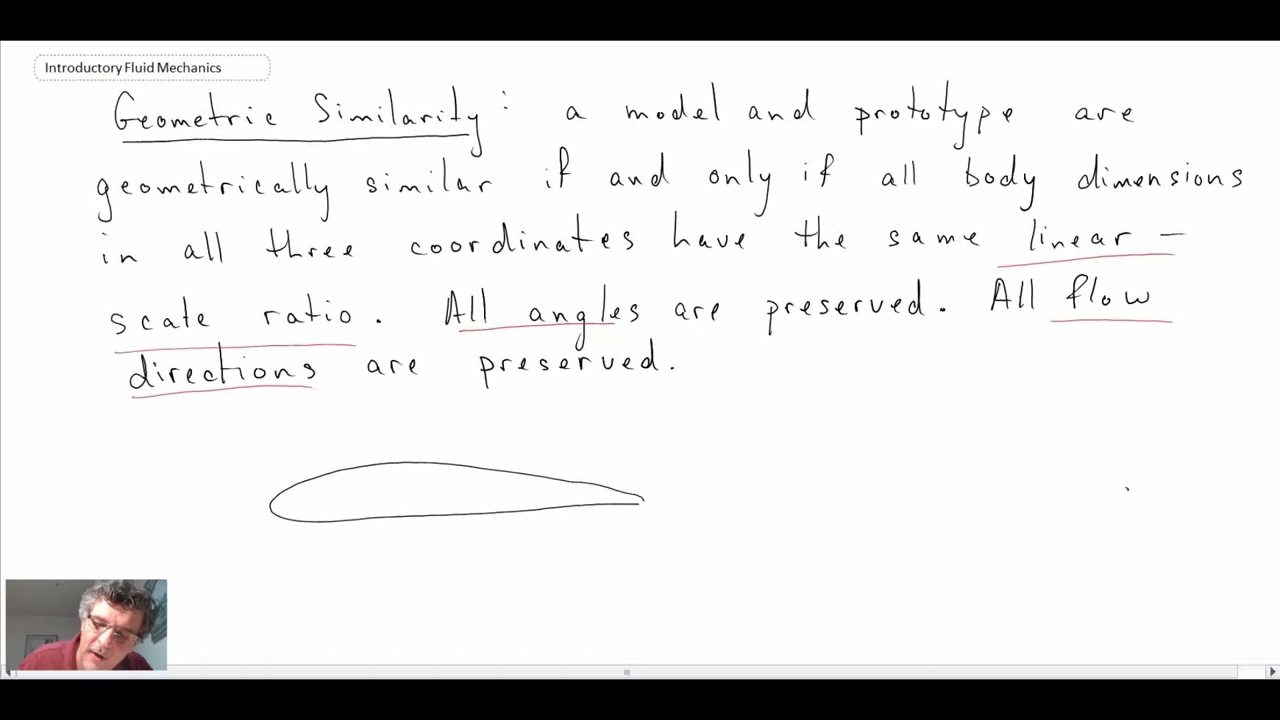 Introductory Fluid Mechanics
Geometric Similarity: a model and prototype are
geometrically similar if and only if all body dimensions
in all three coordinates have the same linear-
scale ratio. All angles are preserved. All flow
directions are preserved.